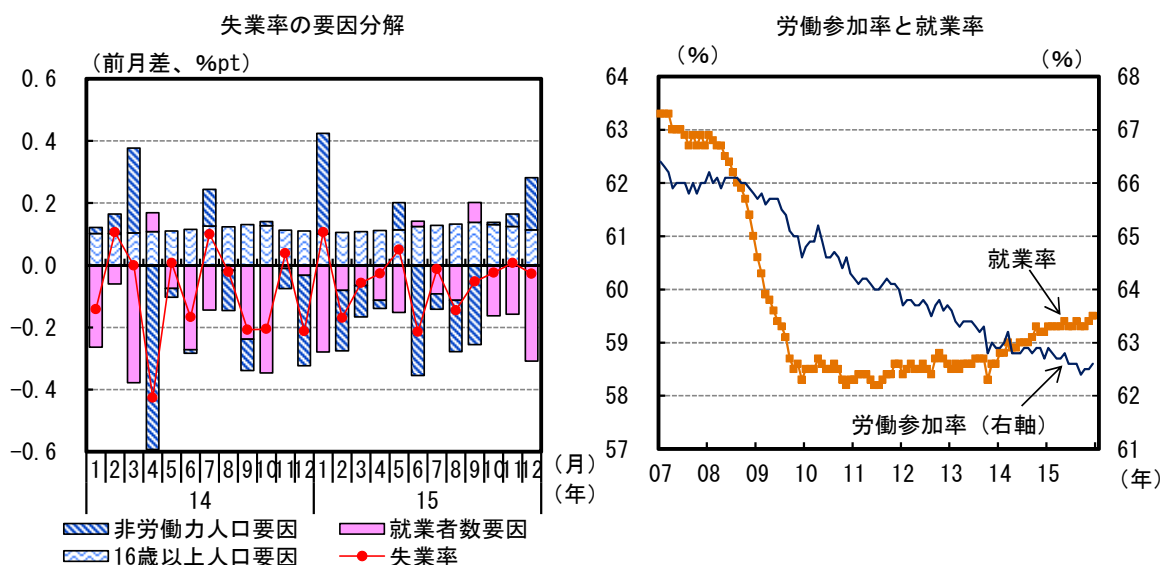 失業率の要因分解
（前月差、%pt）
0.6
0.4
0.2
0.0
-0.2
-0.4
-0.6
1 2 3 4 5 6 7 8 9 10 11 12 1 2 3 4 5 6 7 8 9 10 11 12 （月）
14 15 （年）
非労働力人口要因 就業者数要因
16歳以上人口要因 失業率
労働参加率と就業率
（%） （%）
64 68
63 67
62 66
61 65
60 64
59 63
58 62
57 61
就業率
労働参加率（右軸）
07 08 09 10 11 12 13 14 15
（年）